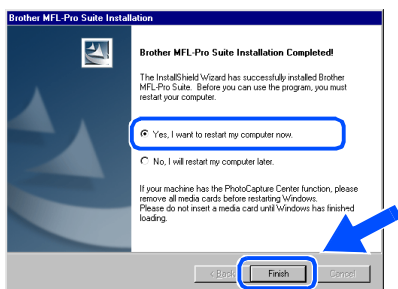 Brother MFL-Pro Suite Installation
Brother MFL-Pro Suite Installation Completed!
The InstallShield Wizard has successfully installed Brother
MFL-Pro Suite. Before you can use the program, you must
restart your computer.
Yes, I want to restart my computer now.
No, I will restart my computer later.
If your machine has the PhotoCapture Center function, please
remove all media cards before restarting Windows.
Please do not insert a media card until Windows has finished
loading.
< Back
Finish
Cancel